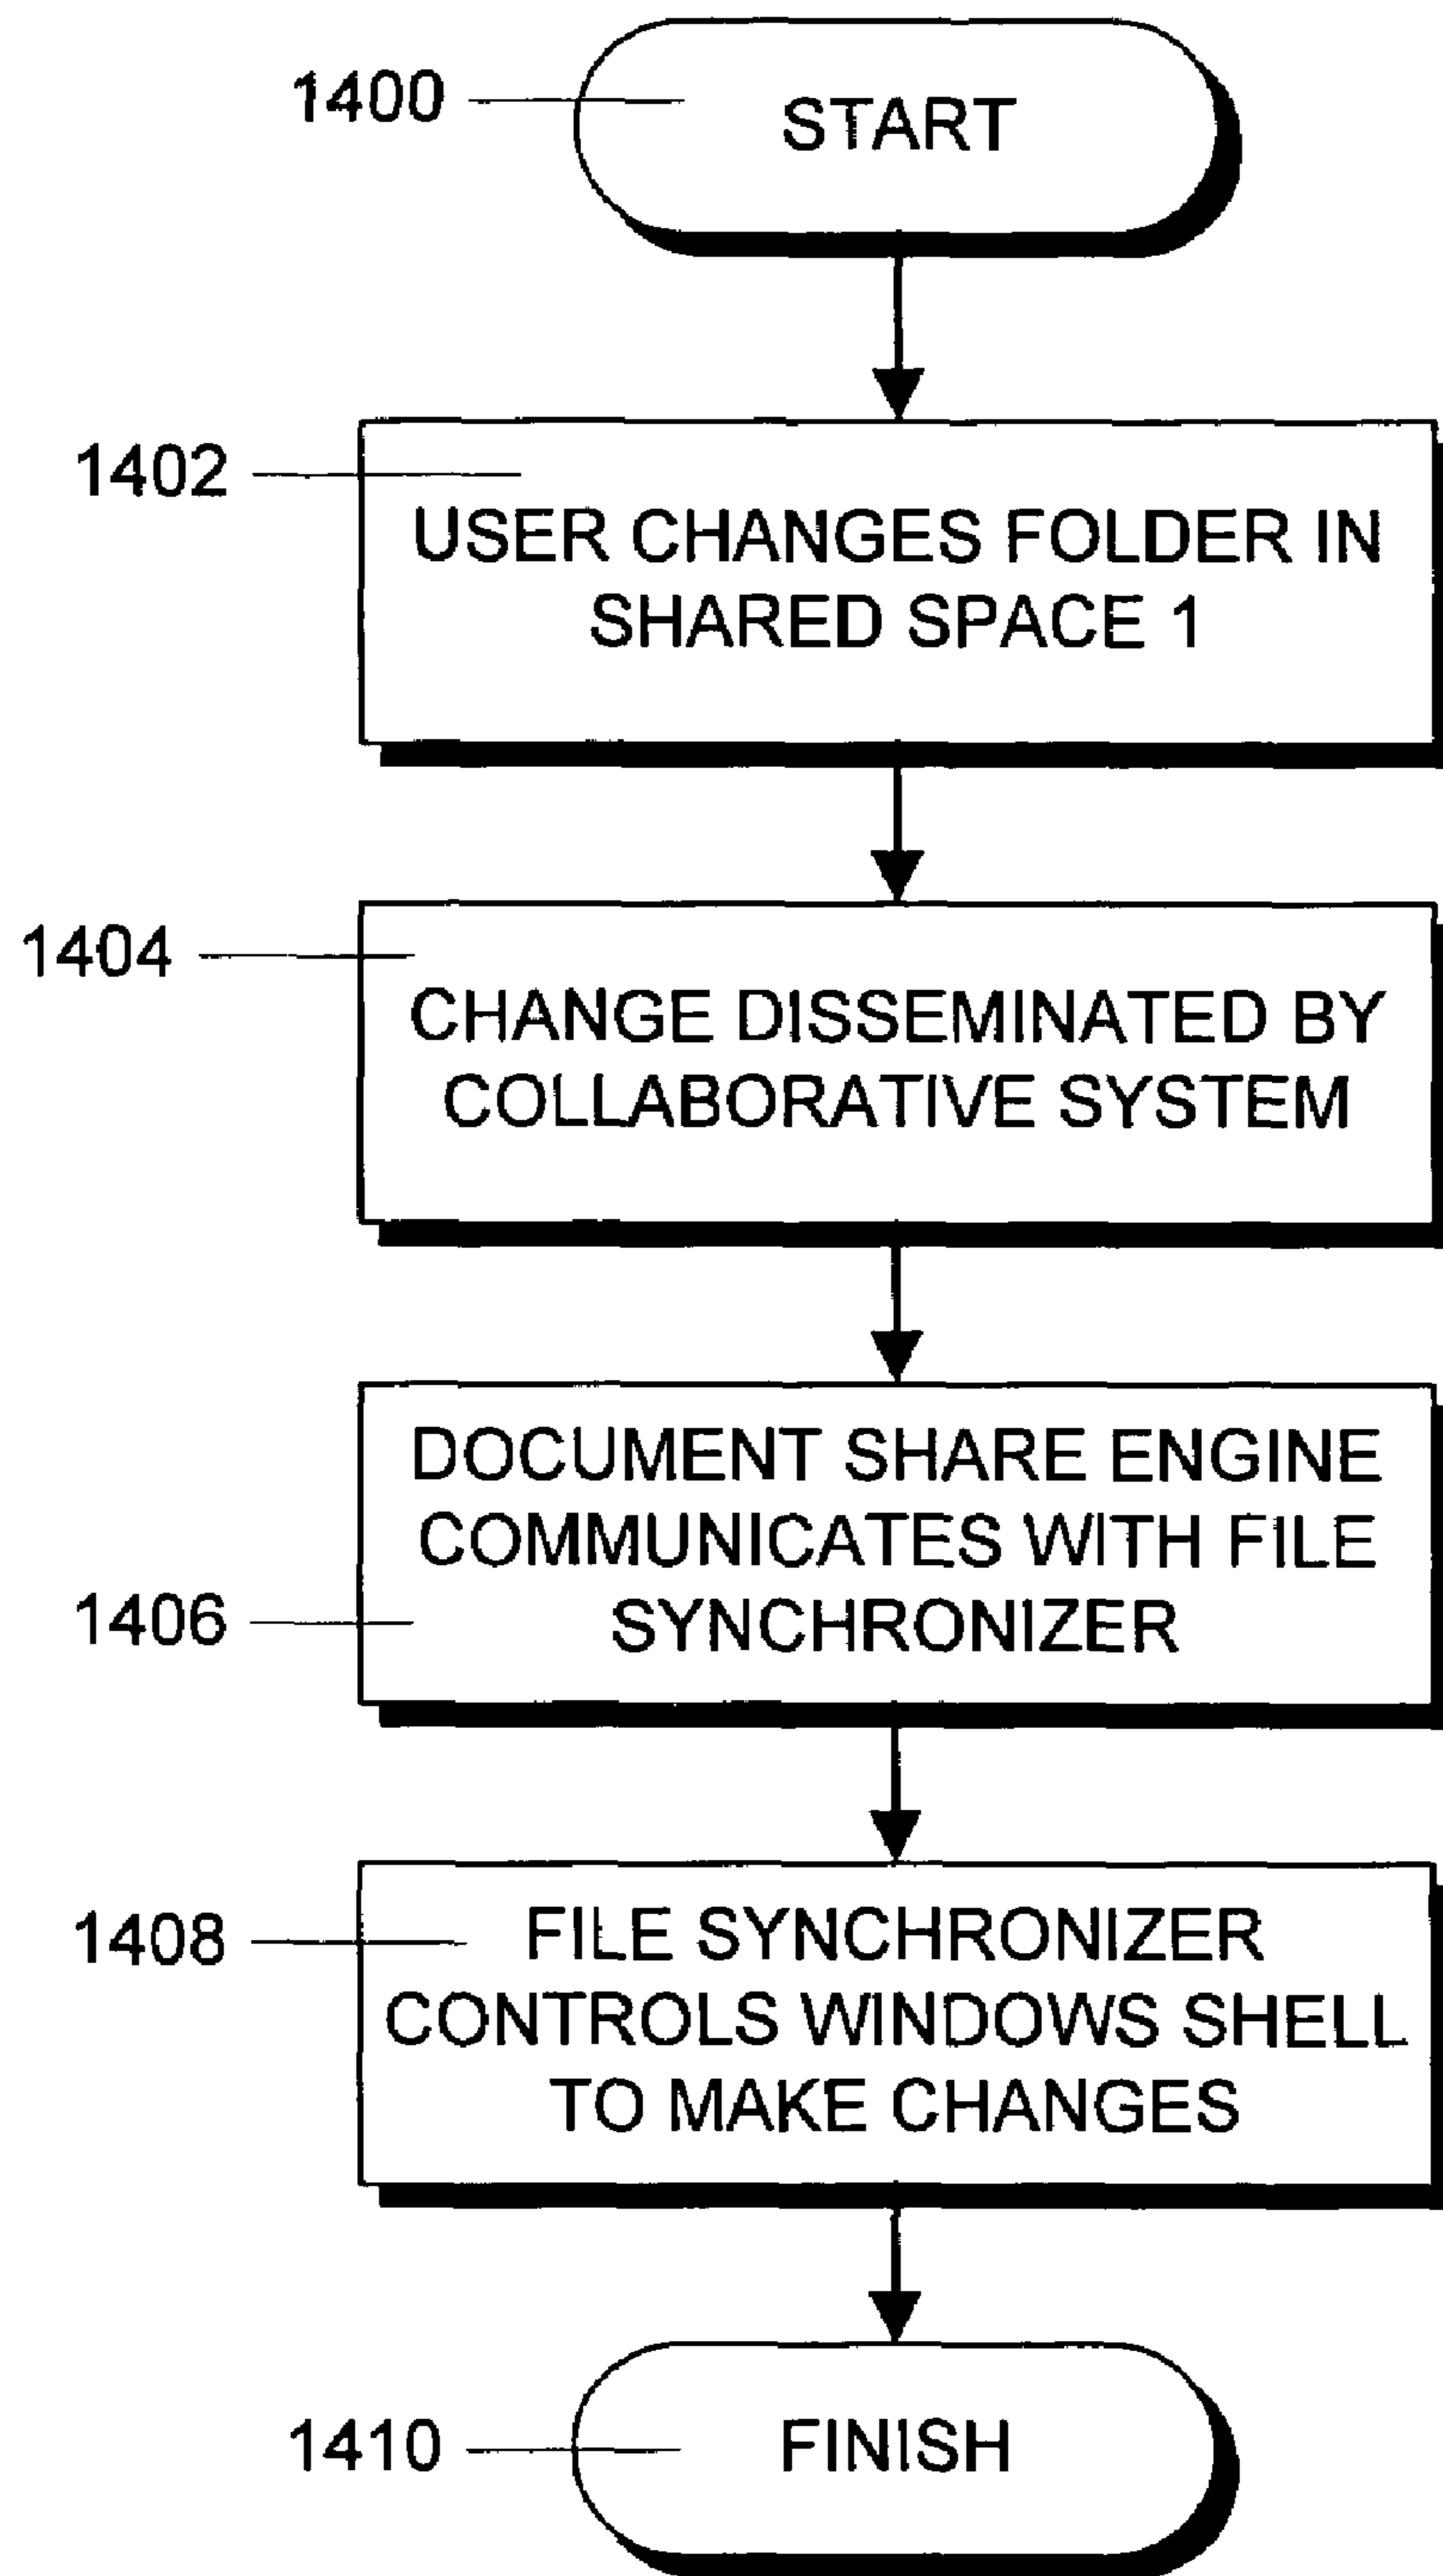 1400
START
1402
USER CHANGES FOLDER IN
SHARED SPACE 1
1404
CHANGE DISSEMINATED BY
COLLABORATIVE SYSTEM
DOCUMENT SHARE ENGINE
COMMUNICATES WITH FILE
SYNCHRONIZER
1406
1408
FILE SYNCHRONIZER
CONTROLS WINDOWS SHELL
TO MAKE CHANGES
1410
FINISH